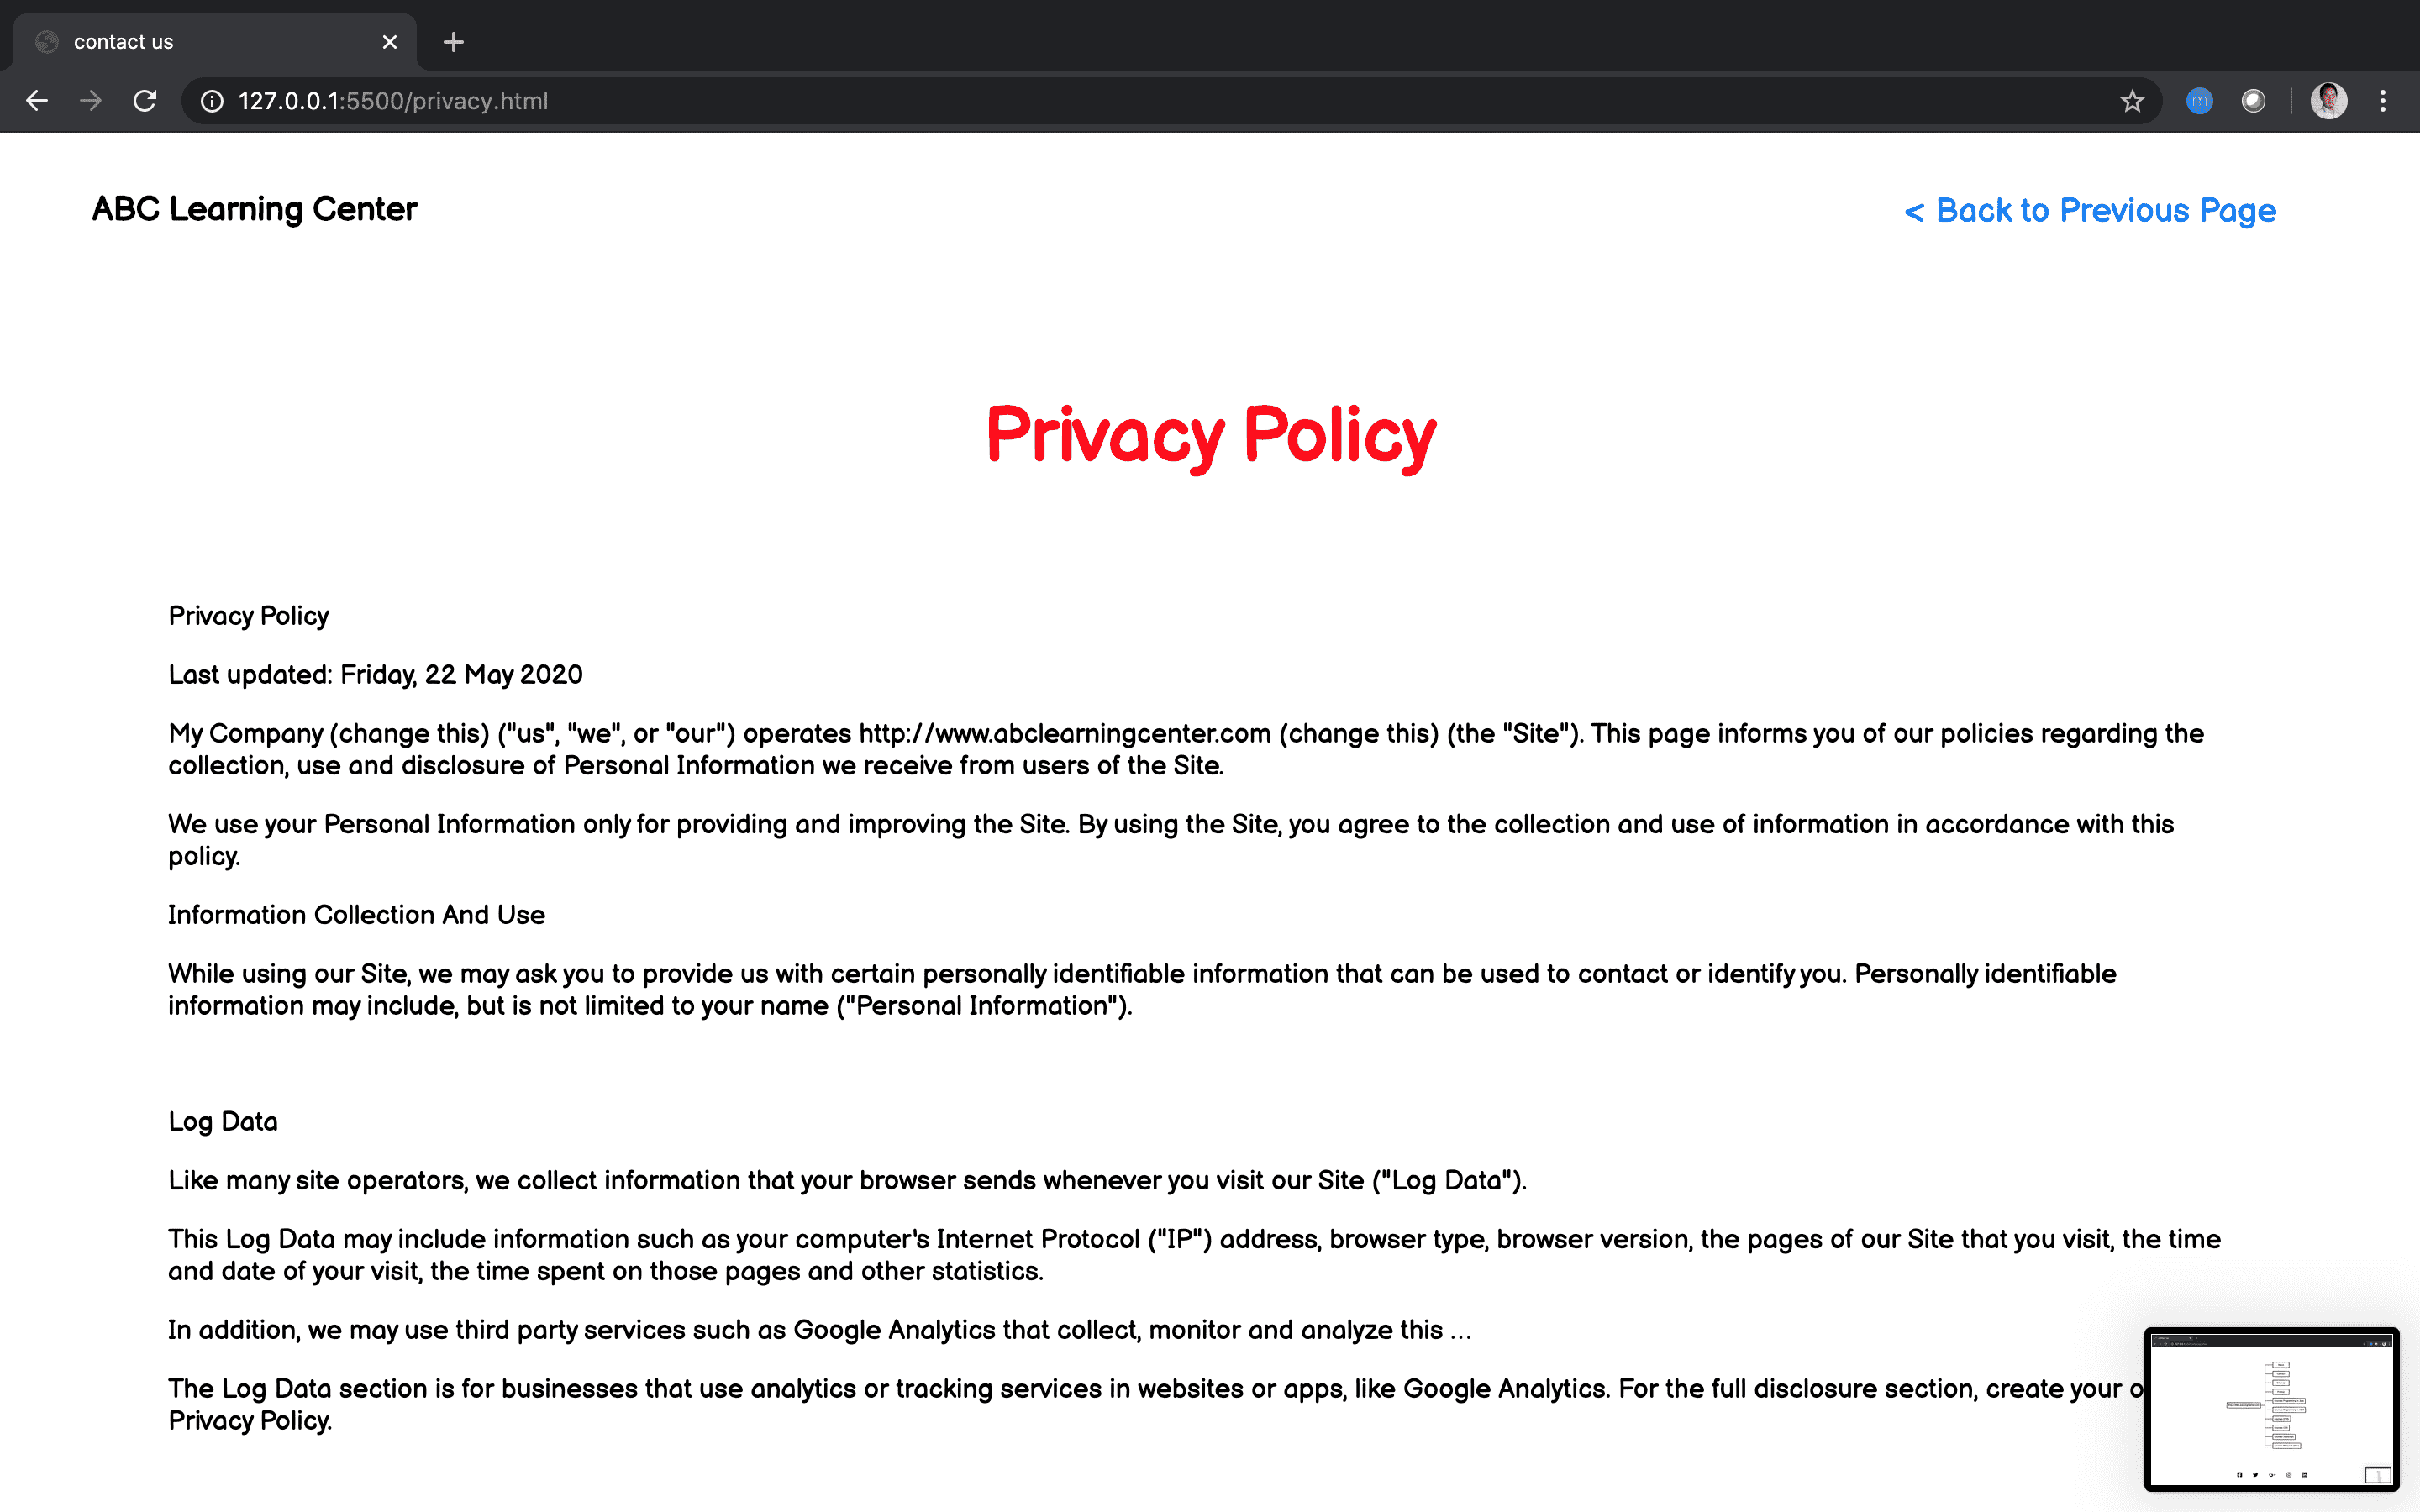 contact us
127.0.0.1:5500/privacy.html
ABC Learning Center
< Back to Previous Page
Privacy Policy
Privacy Policy
Last updated: Friday, 22 May 2020
My Company (change this) ("us", "we", or "our") operates http://www.abclearningcenter.com (change this) (the "Site"). This page informs you of our policies regarding the
collection, use and disclosure of Personal Information we receive from users of the Site.
We use your Personal Information only for providing and improving the Site. By using the Site, you agree to the collection and use of information in accordance with this
policy.
Information Collection And Use
While using our Site, we may ask you to provide us with certain personally identifiable information that can be used to contact or identify you. Personally identifiable
information may include, but is not limited to your name ("Personal Information").
Log Data
Like many site operators, we collect information that your browser sends whenever you visit our Site ("Log Data").
This Log Data may include information such as your computer's Internet Protocol ("IP") address, browser type, browser version, the pages of our Site that you visit, the time
and date of your visit, the time spent on those pages and other statistics.
In addition, we may use third party services such as Google Analytics that collect, monitor and analyze this …
The Log Data section is for businesses that use analytics or tracking services in websites or apps, like Google Analytics. For the full disclosure section, create your o
Privacy Policy.